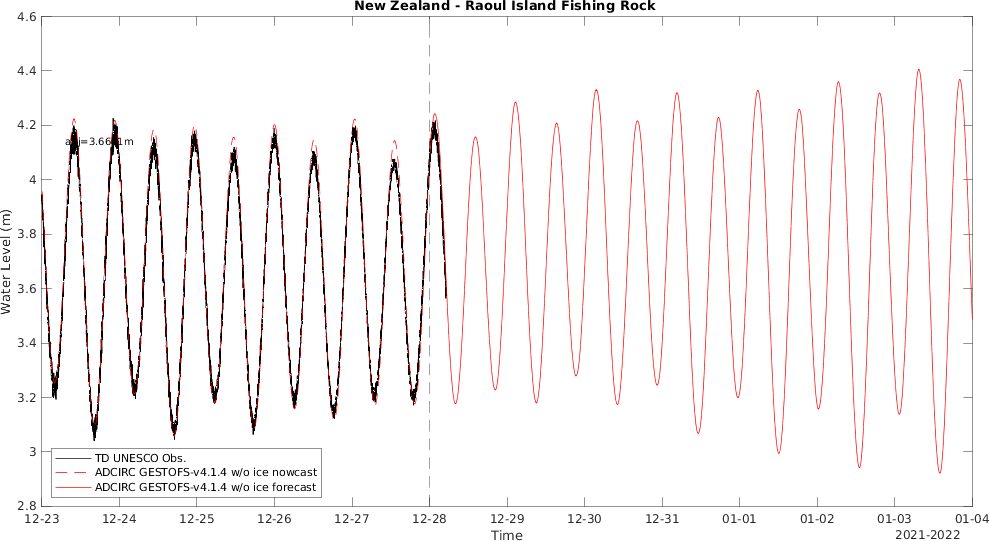 New Zealand - Raoul Island Fishing Rock
4.6
4.4
4.2
4
3.8
3.6
3.4
3.2
3
2.8
Water Level (m)
TD UNESCO Obs.
ADCIRC GESTOFS-v4.1.4 w/o ice nowcast
ADCIRC GESTOFS-v4.1.4 w/o ice forecast
12-23 12-24 12-25 12-26 12-27 12-28 12-29 12-30 12-31 01-01 01-02 01-03 01-04
Time
2021-2022